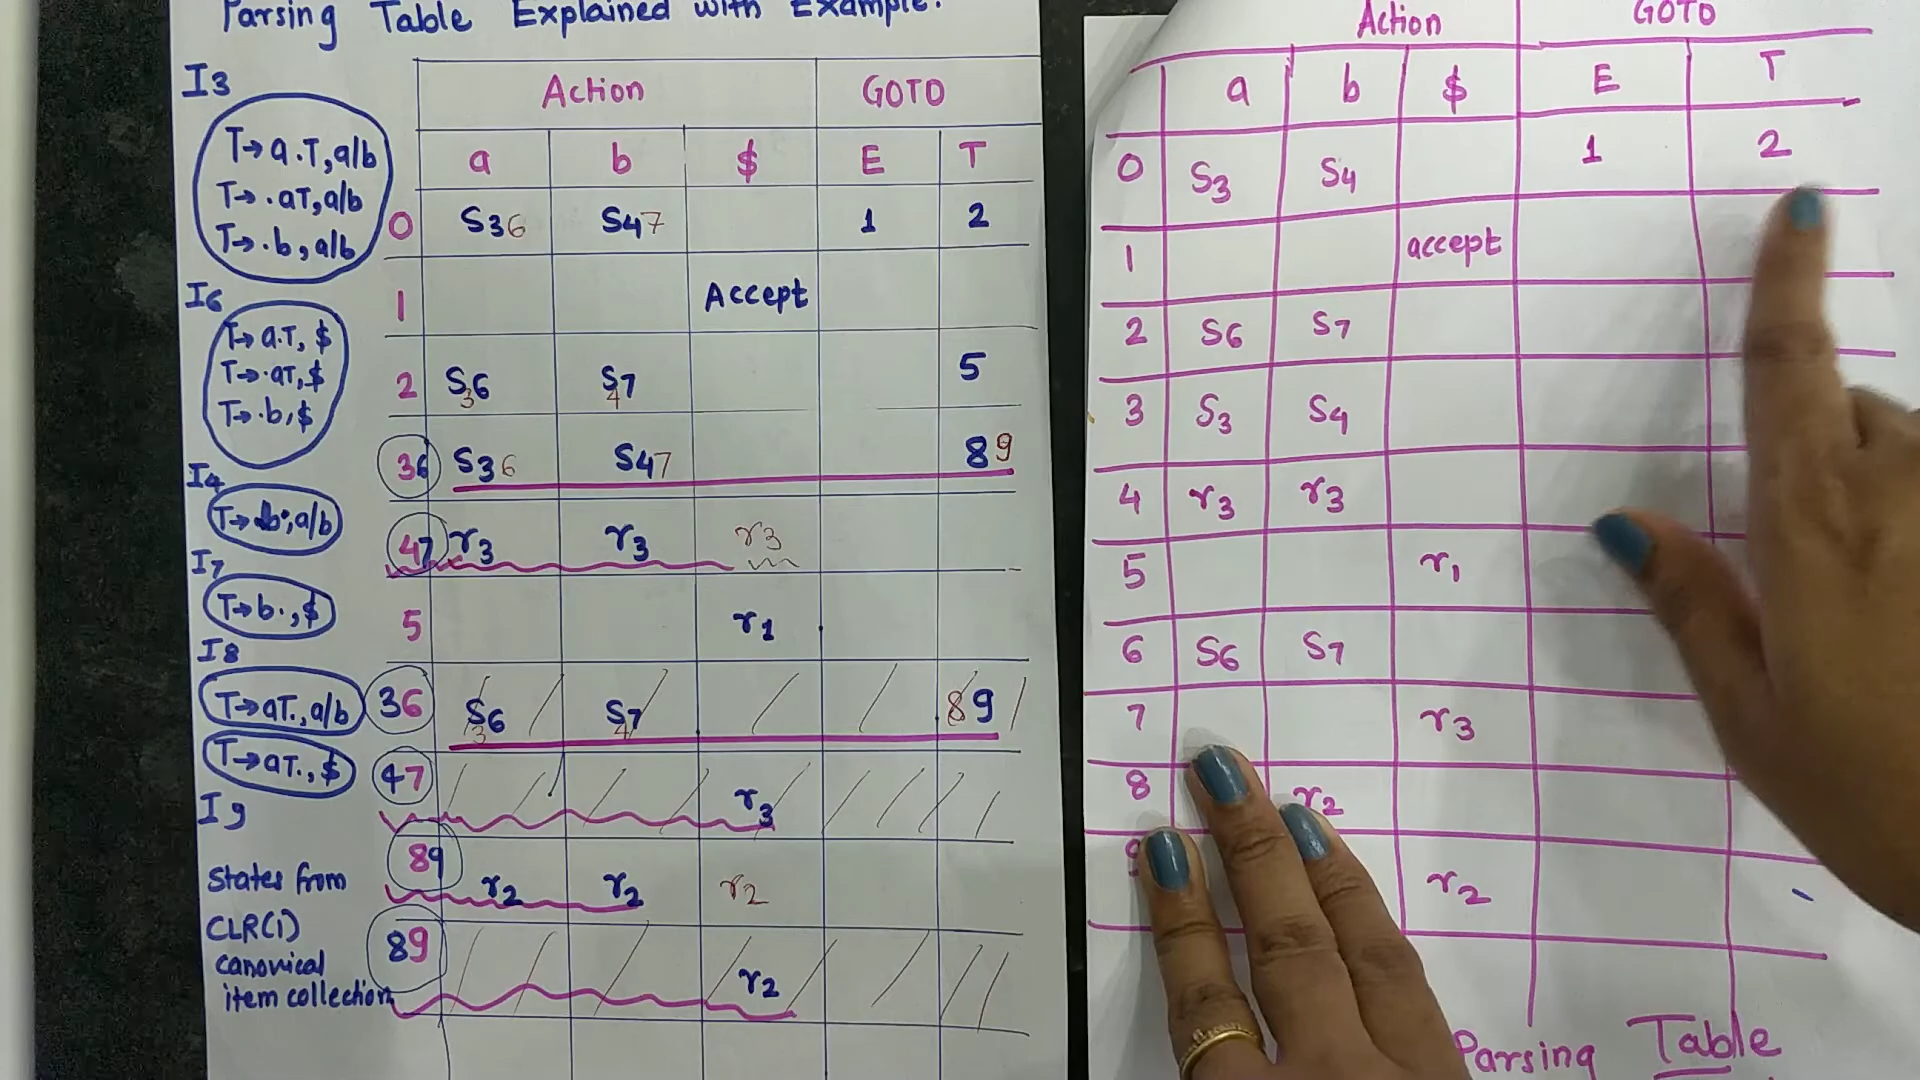 Parsing Table Explained with Example.
I3
T→a.T,a/b
T→.aT,a/b
T→.b,a/b
I6
T→a.T,$
T→.aT,$
T→.b,$
I4
T→b.,a/b
I7
T→b.,$
I8
T→aT.,a/b
T→aT.,$
I9
States from
CLR(1)
canonical
item collection
Action GOTO
a b $ E T
0 S36 S47 1 2
1 Accept
2 S36 S47 5
36 S36 S47 89
47 r3 r3 r3
5 r1
36 S36 S47 89
47 r3
89 r2 r2 r2
89 r2
Action GOTO
a b $ E T
0 S3 S4 1 2
1 accept
2 S6 S7
3 S3 S4
4 r3 r3
5 r1
6 S6 S7
7 r3
8 r2
r2
Parsing Table